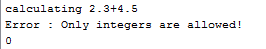 calculating 2.3+4.5
Error : Only integers are allowed!
0